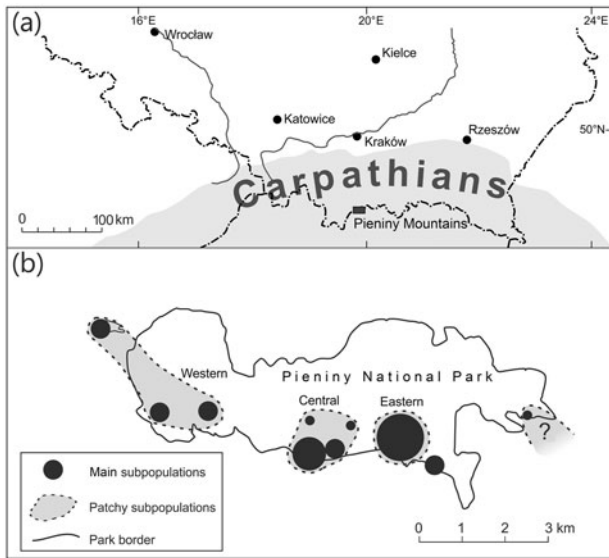 (a)
16°E
20°E
24°E
Wrocław
Kielce
Katowice
Kraków
Rzeszów
50°N
Carpathians
Pieniny Mountains
0
100 km
(b)
Western
Pieniny National Park
Central
Eastern
?
Main subpopulations
Patchy subpopulations
Park border
0 1 2 3 km